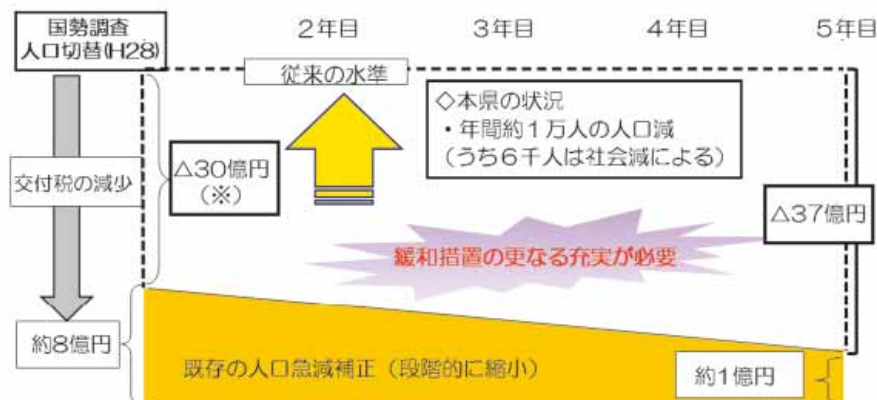 国勢調査
人口切替(H28)
2年目
3年目
4年目
5年目
従来の水準
◇本県の状況
・年間約1万人の人口減
（うち6千人は社会減による）
交付税の減少
△30億円
（※）
△37億円
緩和措置の更なる充実が必要
約8億円
既存の人口急減補正（段階的に縮小）
約1億円